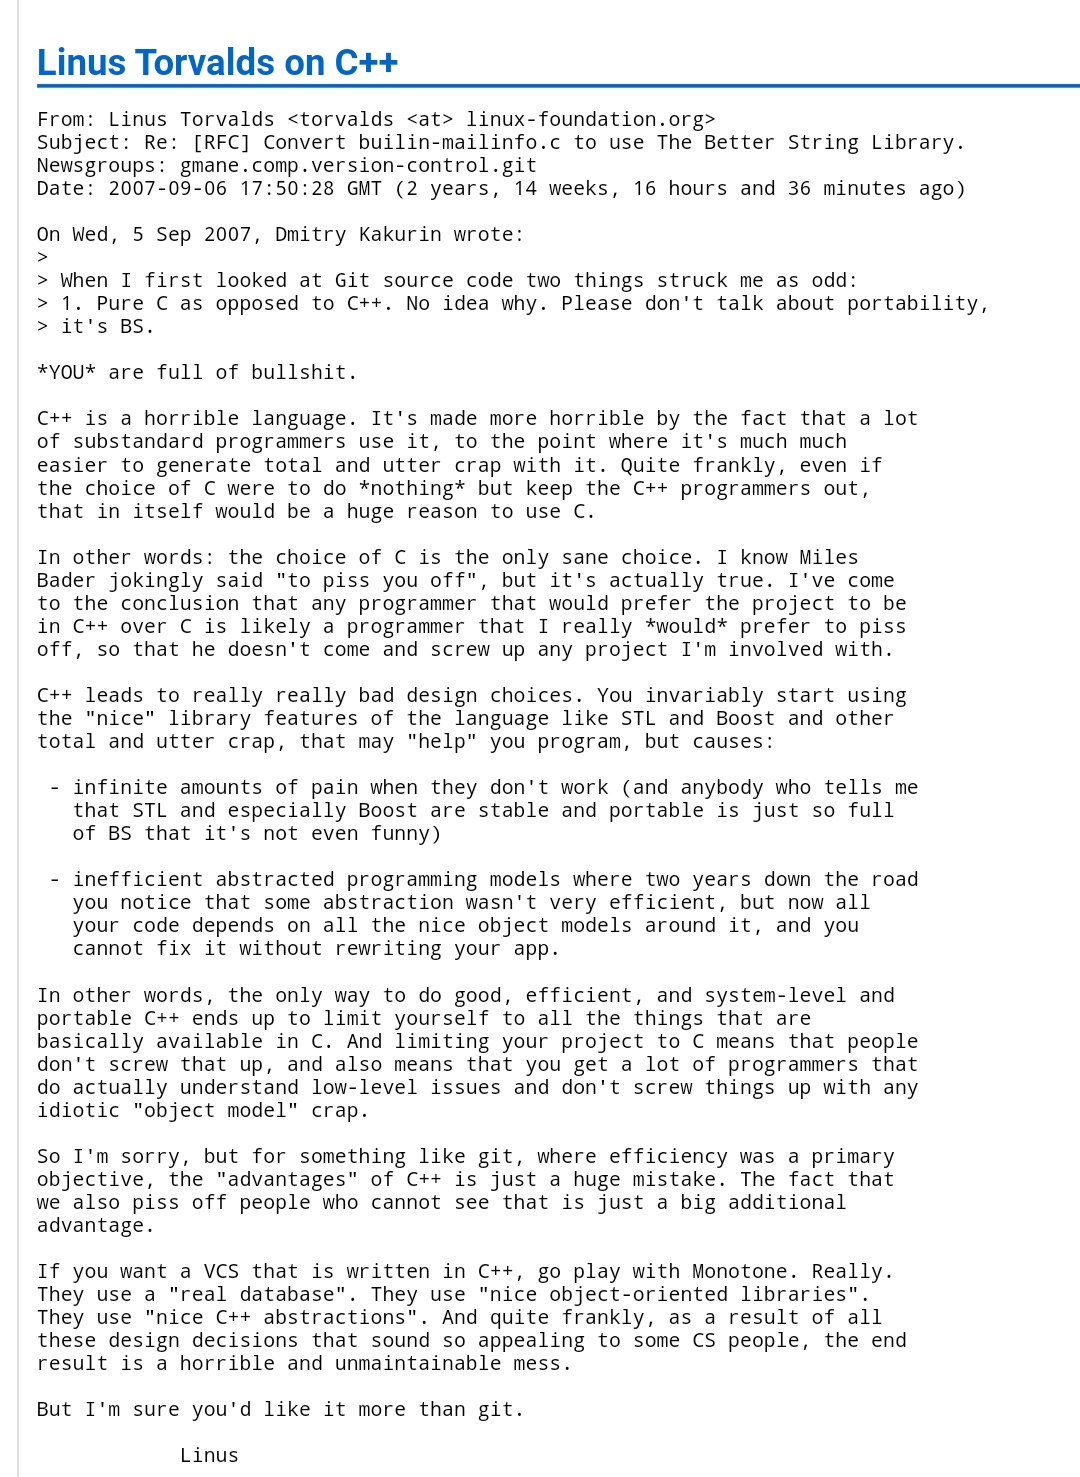 Linus Torvalds on C++
From: Linus Torvalds <torvalds <at> linux-foundation.org>
Subject: Re: [RFC] Convert builin-mailinfo.c to use The Better String Library.
Newsgroups: gmane.comp.version-control.git
Date: 2007-09-06 17:50:28 GMT (2 years, 14 weeks, 16 hours and 36 minutes ago)
On Wed, 5 Sep 2007, Dmitry Kakurin wrote:
>
> When I first looked at Git source code two things struck me as odd:
> 1. Pure C as opposed to C++. No idea why. Please don't talk about portability,
> it's BS.
*YOU* are full of bullshit.
C++ is a horrible language. It's made more horrible by the fact that a lot
of substandard programmers use it, to the point where it's much much
easier to generate total and utter crap with it. Quite frankly, even if
the choice of C were to do *nothing* but keep the C++ programmers out,
that in itself would be a huge reason to use C.
In other words: the choice of C is the only sane choice. I know Miles
Bader jokingly said "to piss you off", but it's actually true. I've come
to the conclusion that any programmer that would prefer the project to be
in C++ over C is likely a programmer that I really *would* prefer to piss
off, so that he doesn't come and screw up any project I'm involved with.
C++ leads to really really bad design choices. You invariably start using
the "nice" library features of the language like STL and Boost and other
total and utter crap, that may "help" you program, but causes:
- infinite amounts of pain when they don't work (and anybody who tells me
that STL and especially Boost are stable and portable is just so full
of BS that it's not even funny)
- inefficient abstracted programming models where two years down the road
you notice that some abstraction wasn't very efficient, but now all
your code depends on all the nice object models around it, and you
cannot fix it without rewriting your app.
In other words, the only way to do good, efficient, and system-level and
portable C++ ends up to limit yourself to all the things that are
basically available in C. And limiting your project to C means that people
don't screw that up, and also means that you get a lot of programmers that
do actually understand low-level issues and don't screw things up with any
idiotic "object model" crap.
So I'm sorry, but for something like git, where efficiency was a primary
objective, the "advantages" of C++ is just a huge mistake. The fact that
we also piss off people who cannot see that is just a big additional
advantage.
If you want a VCS that is written in C++, go play with Monotone. Really.
They use a "real database". They use "nice object-oriented libraries".
They use "nice C++ abstractions". And quite frankly, as a result of all
these design decisions that sound so appealing to some CS people, the end
result is a horrible and unmaintainable mess.
But I'm sure you'd like it more than git.
Linus